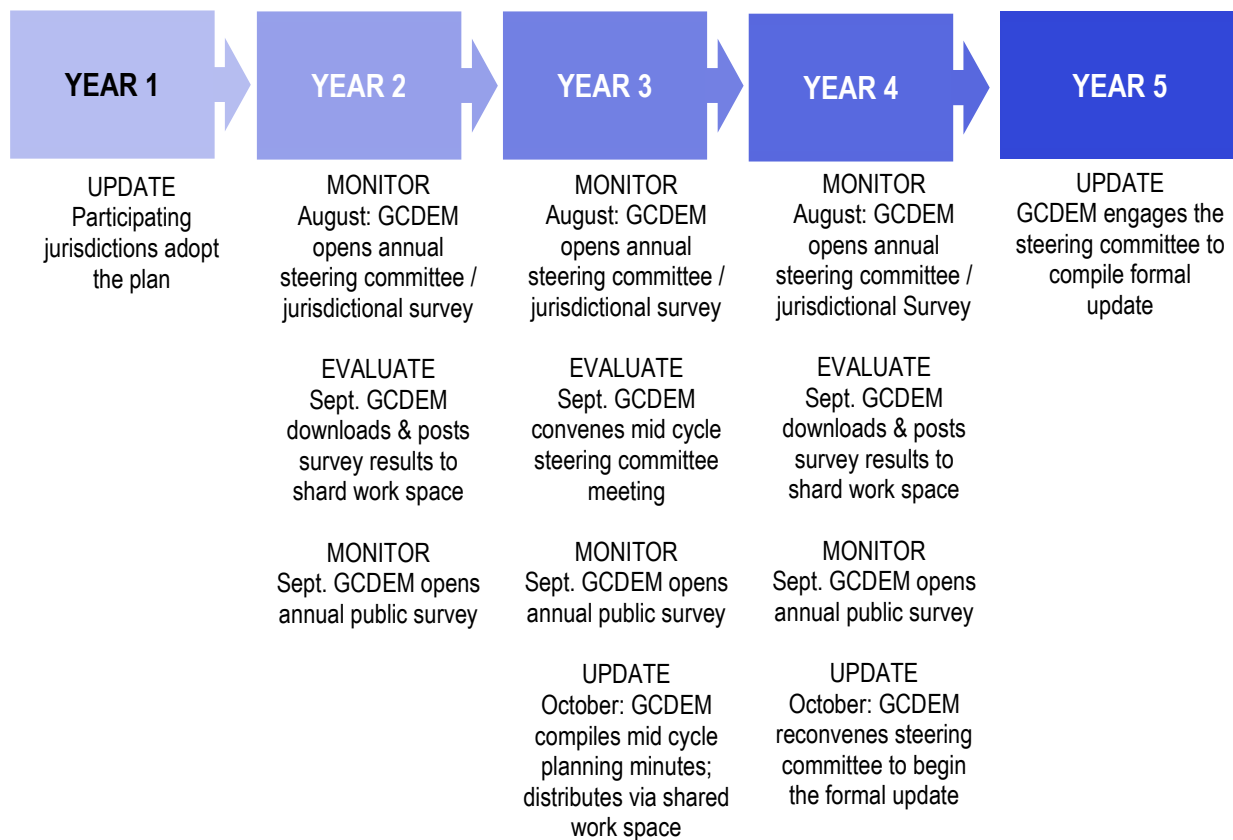 YEAR 1
YEAR 2
YEAR 3
YEAR 4
YEAR 5
UPDATE
Participating
jurisdictions adopt
the plan
MONITOR
August: GCDEM
opens annual
steering committee /
jurisdictional survey
EVALUATE
Sept. GCDEM
downloads & posts
survey results to
shard work space
MONITOR
Sept. GCDEM opens
annual public survey
MONITOR
August: GCDEM
opens annual
steering committee /
jurisdictional survey
EVALUATE
Sept. GCDEM
convenes mid cycle
steering committee
meeting
MONITOR
Sept. GCDEM opens
annual public survey
UPDATE
October: GCDEM
compiles mid cycle
planning minutes;
distributes via shared
work space
MONITOR
August: GCDEM
opens annual
steering committee /
jurisdictional Survey
EVALUATE
Sept. GCDEM
downloads & posts
survey results to
shard work space
MONITOR
Sept. GCDEM opens
annual public survey
UPDATE
October: GCDEM
reconvenes steering
committee to begin
the formal update
UPDATE
GCDEM engages the
steering committee to
compile formal
update